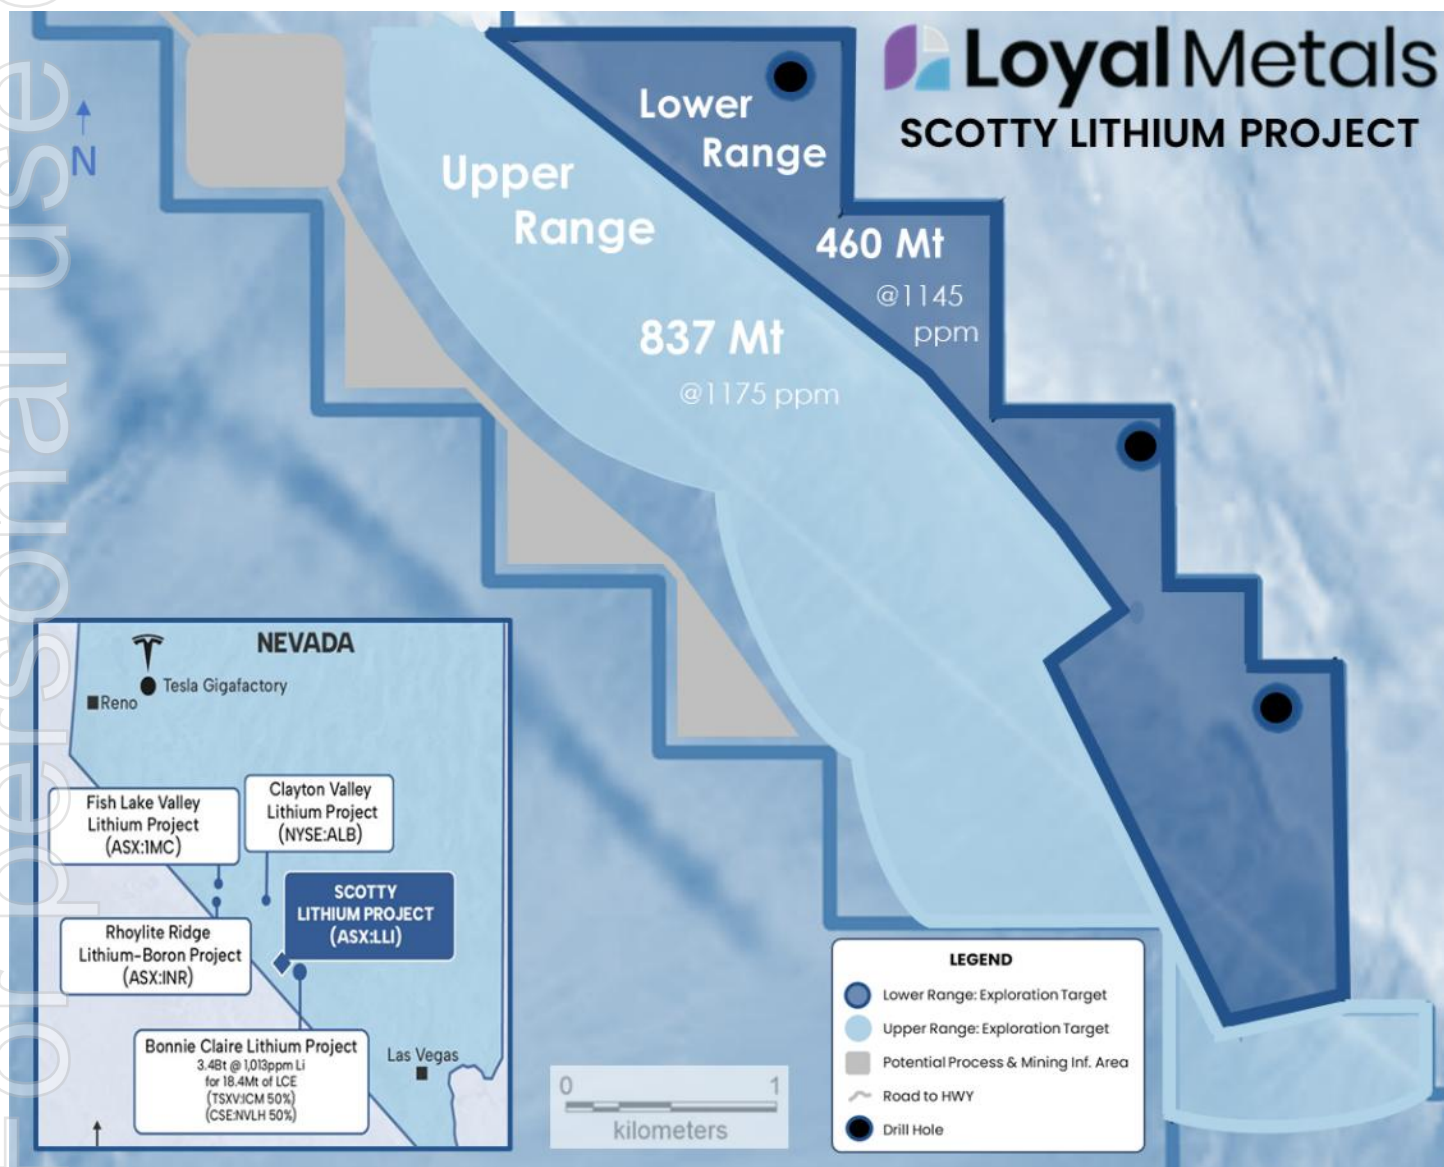 For personal use
Loyal Metals
SCOTTY LITHIUM PROJECT
N
Lower
Range
Upper
Range
460 Mt
@1145
ppm
837 Mt
@1175 ppm
NEVADA
Tesla Gigafactory
Reno
Fish Lake Valley
Lithium Project
(ASX:1MC)
Clayton Valley
Lithium Project
(NYSE:ALB)
SCOTTY
LITHIUM PROJECT
(ASX:LLI)
Rhoylite Ridge
Lithium-Boron Project
(ASX:INR)
Bonnie Claire Lithium Project
3.4Bt @ 1,013ppm Li
for 18.4Mt of LCE
(TSXV:ICM 50%)
(CSE:NVLH 50%)
Las Vegas
0 1
kilometers
LEGEND
Lower Range: Exploration Target
Upper Range: Exploration Target
Potential Process & Mining Inf. Area
Road to HWY
Drill Hole